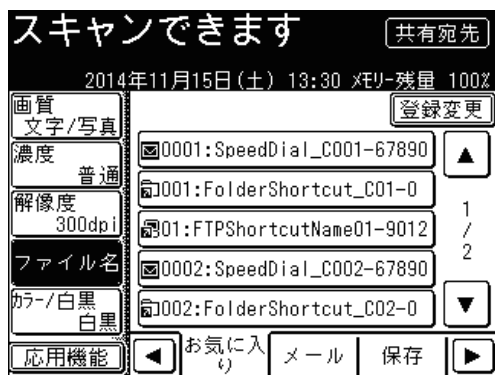 スキャンできます
共有宛先
2014年11月15日(土) 13:30 ﾒﾓﾘｰ残量 100%
画質
文字/写真
登録変更
濃度
普通
解像度
300dpi
ファイル名
ｶﾗｰ/白黒
白黒
応用機能
0001:SpeedDial_C001-67890
001:FolderShortcut_C01-0
01:FTPShortcutName01-9012
0002:SpeedDial_C002-67890
002:FolderShortcut_C02-0
▲
1
/
2
▼
◀
お気に入
り
メール
保存
▶